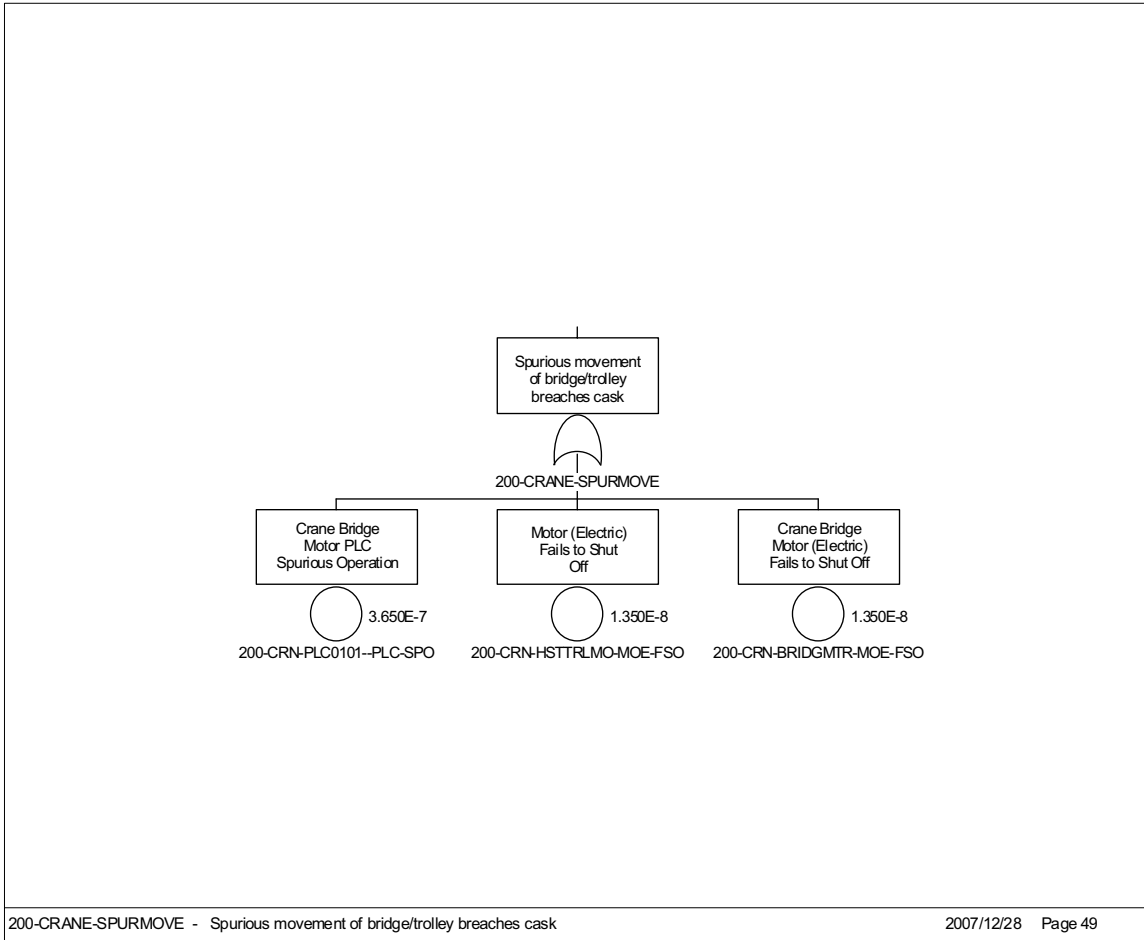 Spurious movement
of bridge/trolley
breaches cask
200-CRANE-SPURMOVE
Crane Bridge
Motor PLC
Spurious Operation
3.650E-7
200-CRN-PLC0101--PLC-SPO
Motor (Electric)
Fails to Shut
Off
1.350E-8
200-CRN-HSTTRLMO-MOE-FSO
Crane Bridge
Motor (Electric)
Fails to Shut Off
1.350E-8
200-CRN-BRIDGMTR-MOE-FSO
200-CRANE-SPURMOVE - Spurious movement of bridge/trolley breaches cask
2007/12/28 Page 49